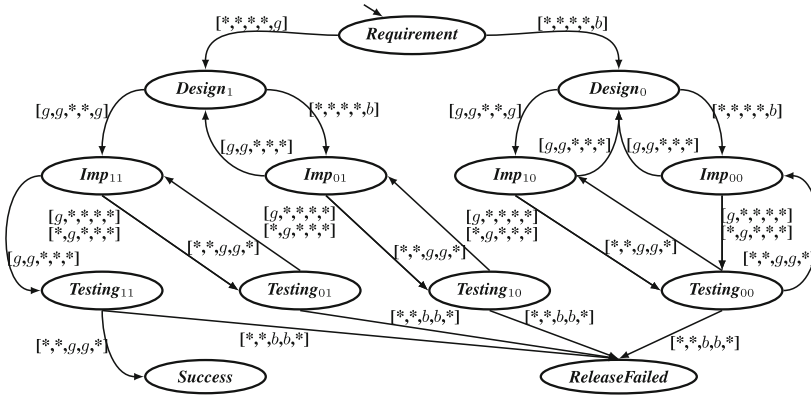 [*,*,*,*,g]
Requirement
[*,*,*,*,b]
Design1
Design0
[g,g,*,*,g]
[*,*,*,*,b]
[g,g,*,*,g]
[*,*,*,*,b]
[g,g,*,*,*]
[g,g,*,*,*]
[g,g,*,*,*]
Imp11
Imp01
Imp10
Imp00
[g,*,*,*,*]
[*,g,*,*,*]
[g,*,*,*,*]
[*,g,*,*,*]
[g,*,*,*,*]
[*,g,*,*,*]
[g,*,*,*,*]
[*,g,*,*,*]
[g,g,*,*,*]
[*,*,g,g,*]
[*,*,g,g,*]
[*,*,g,g,*]
[*,*,g,g,*]
Testing11
Testing01
Testing10
Testing00
[*,*,g,g,*]
[*,*,b,b,*]
[*,*,b,b,*]
[*,*,b,b,*]
[*,*,b,b,*]
Success
ReleaseFailed